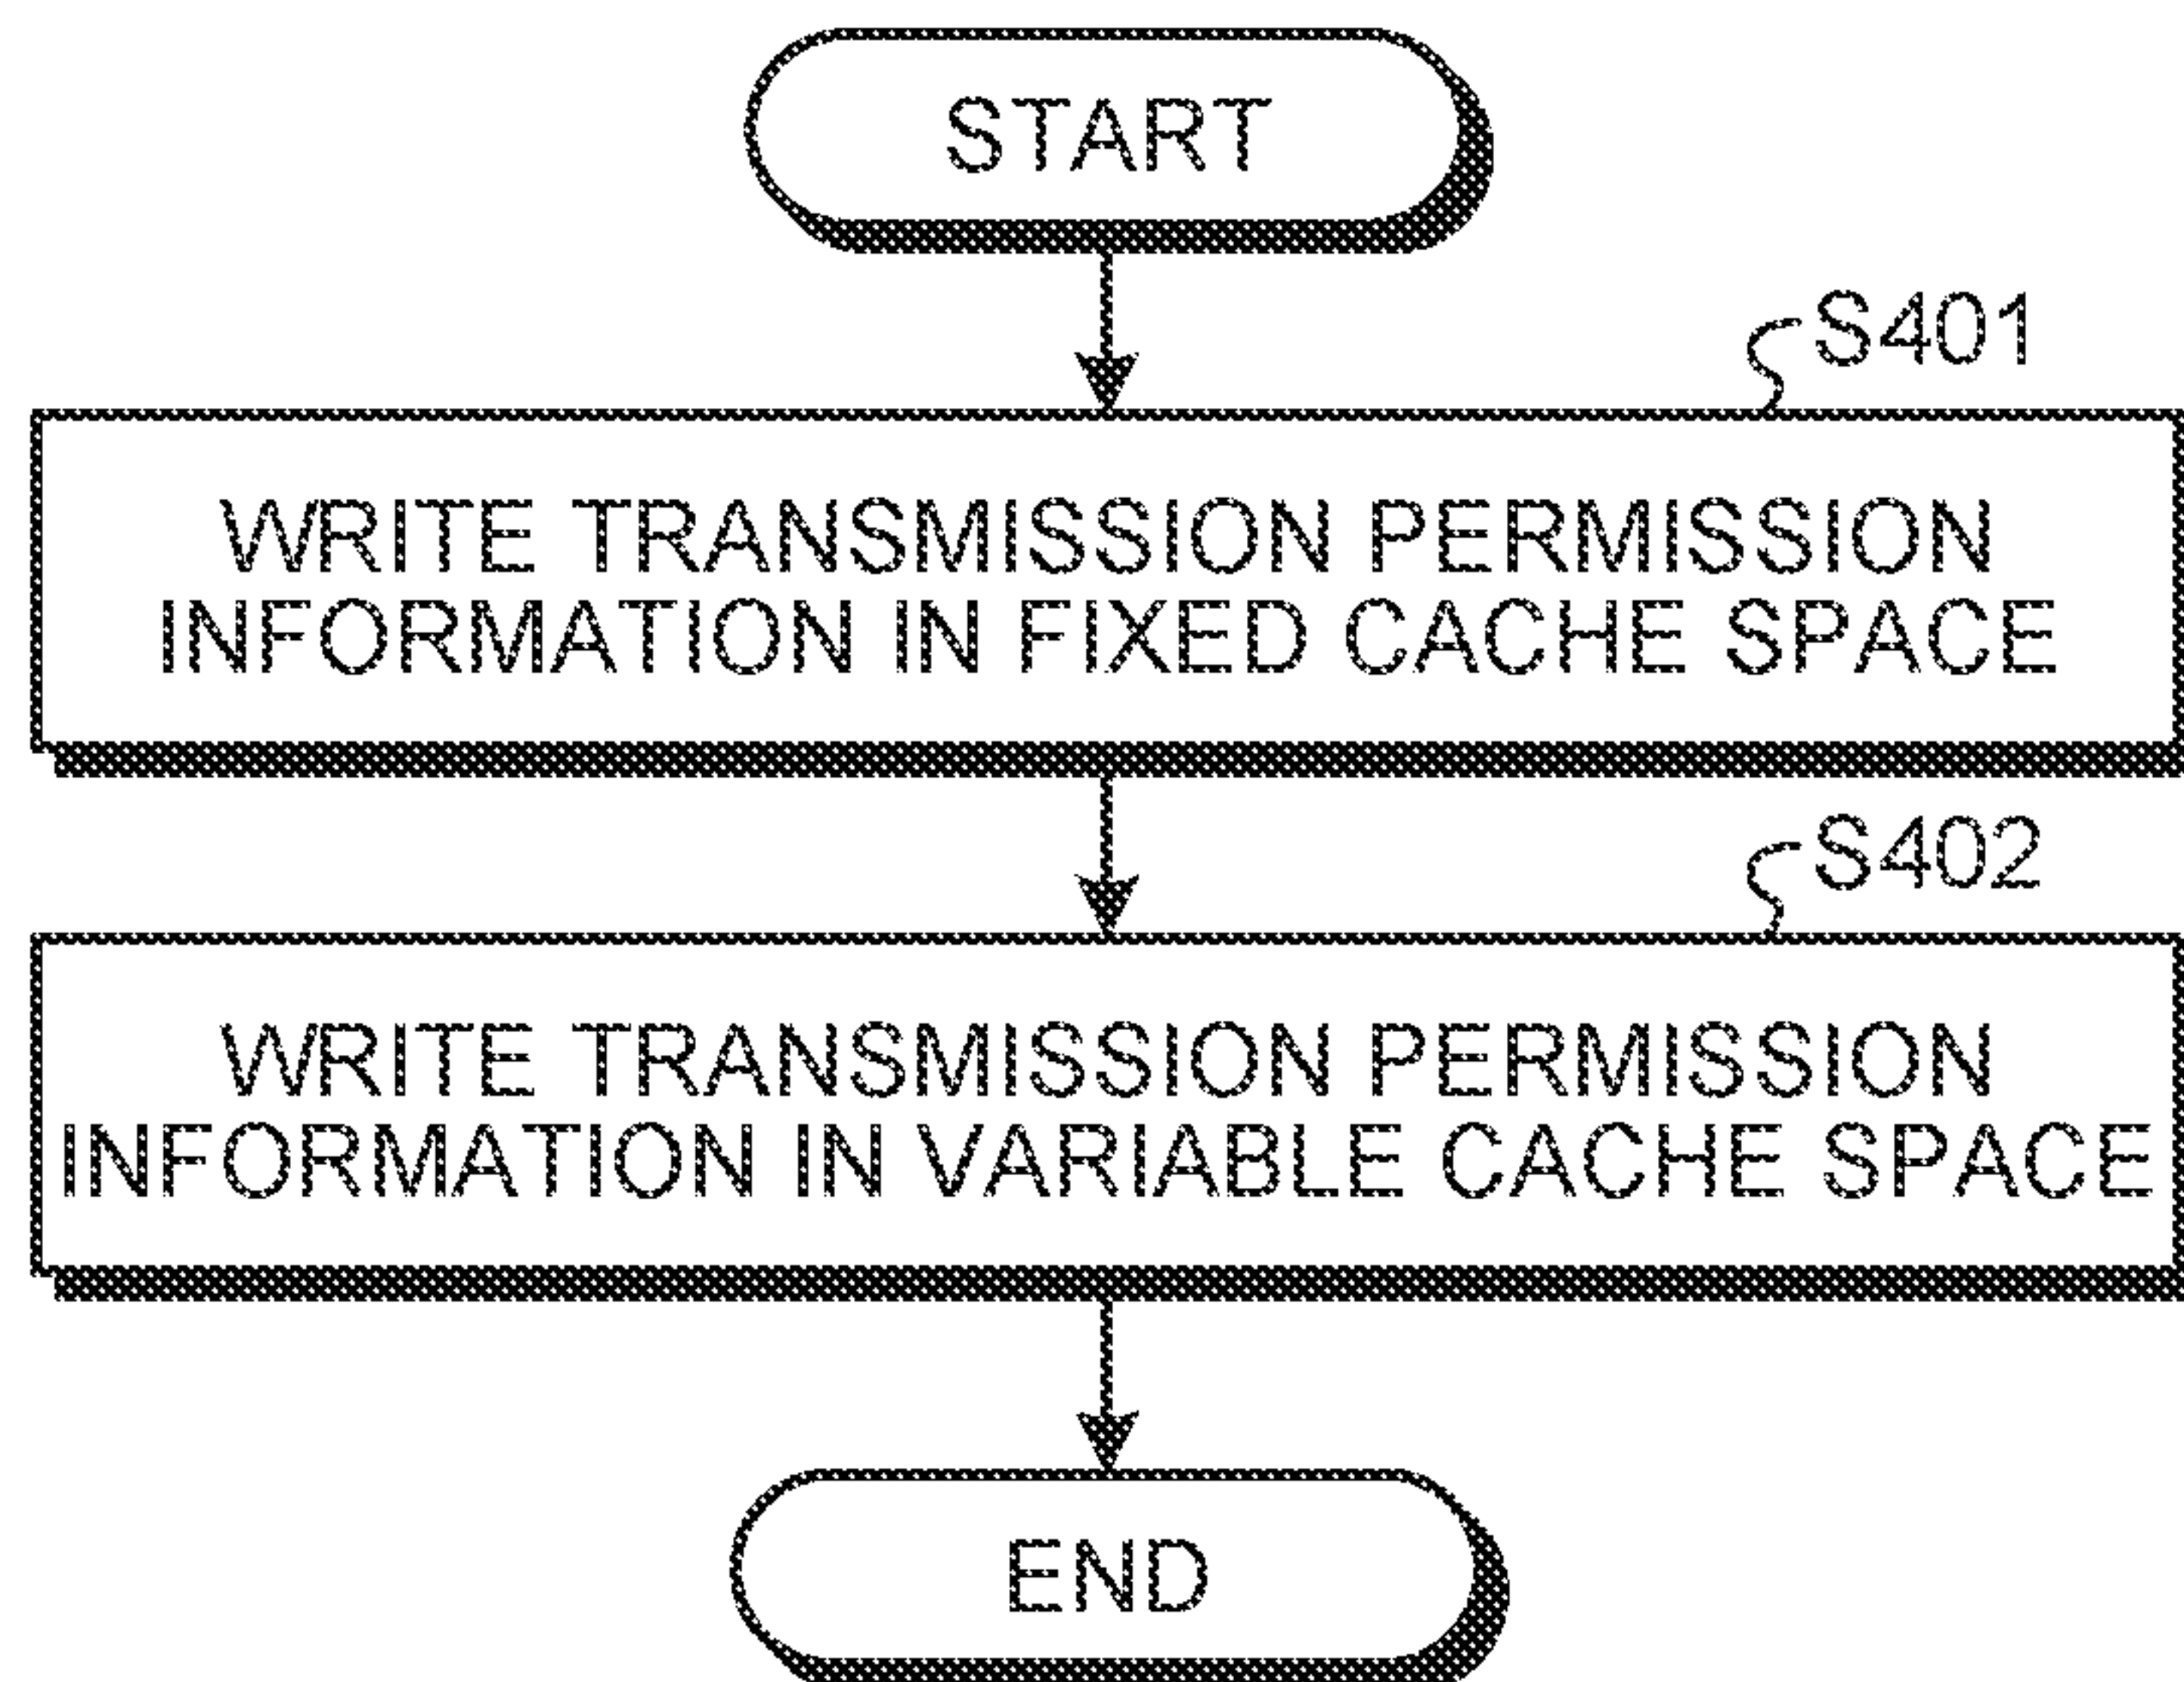 START
S401
WRITE TRANSMISSION PERMISSION
INFORMATION IN FIXED CACHE SPACE
S402
WRITE TRANSMISSION PERMISSION
INFORMATION IN VARIABLE CACHE SPACE
END